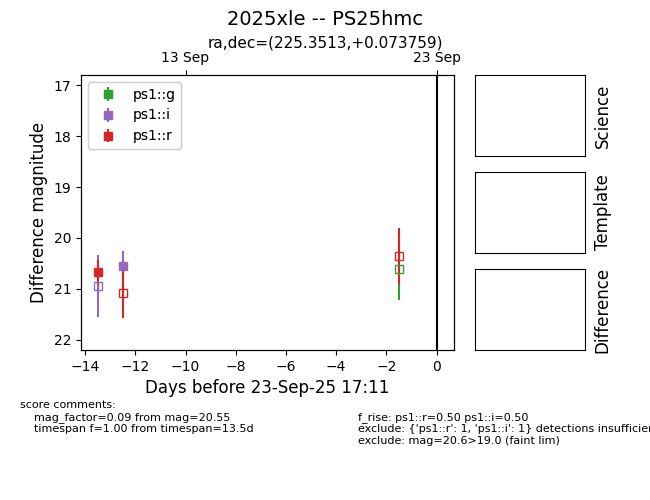 2025xle -- PS25hmc
ra,dec=(225.3513,+0.073759)
13 Sep
23 Sep
17
18
19
20
21
22
Difference magnitude
ps1::g
ps1::i
ps1::r
−14
−12
−10
−8
−6
−4
−2
0
Days before 23-Sep-25 17:11
Science
Template
Difference
score comments:
mag_factor=0.09 from mag=20.55
timespan f=1.00 from timespan=13.5d
f_rise: ps1::r=0.50 ps1::i=0.50
exclude: {'ps1::r': 1, 'ps1::i': 1} detections insufficien
exclude: mag=20.6>19.0 (faint lim)